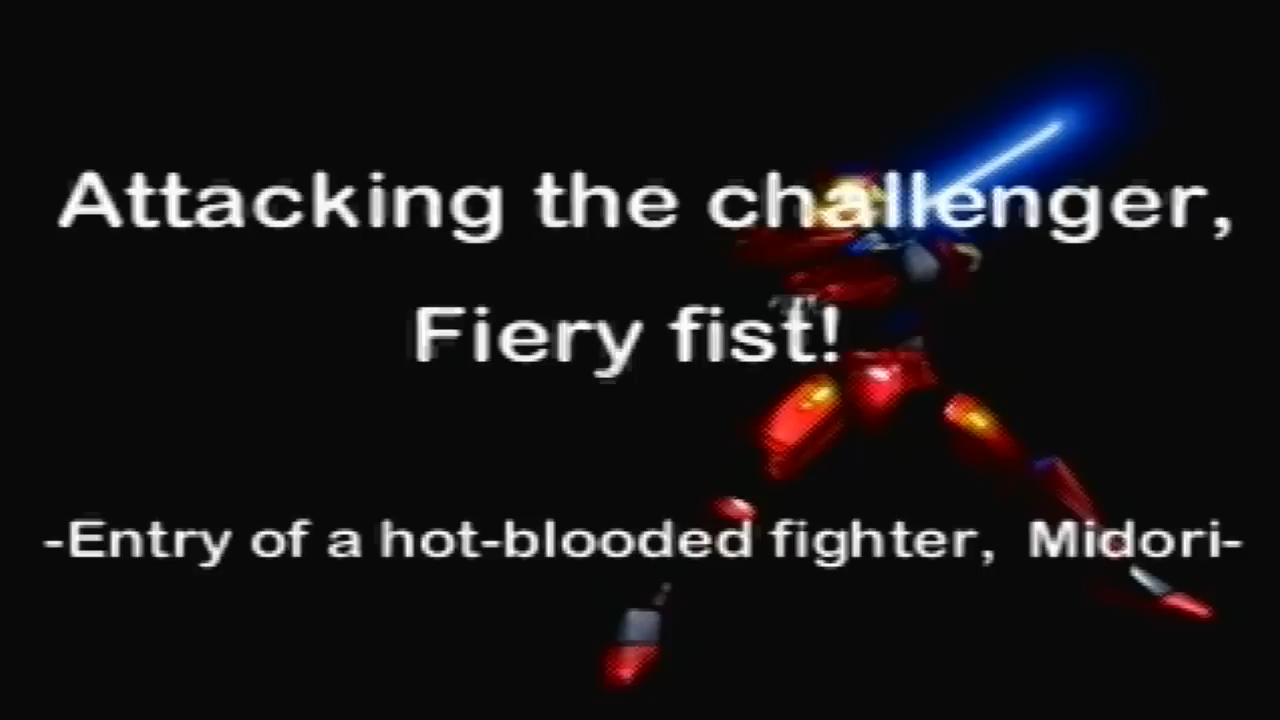 Attacking the challenger,
Fiery fist!
-Entry of a hot-blooded fighter, Midori-